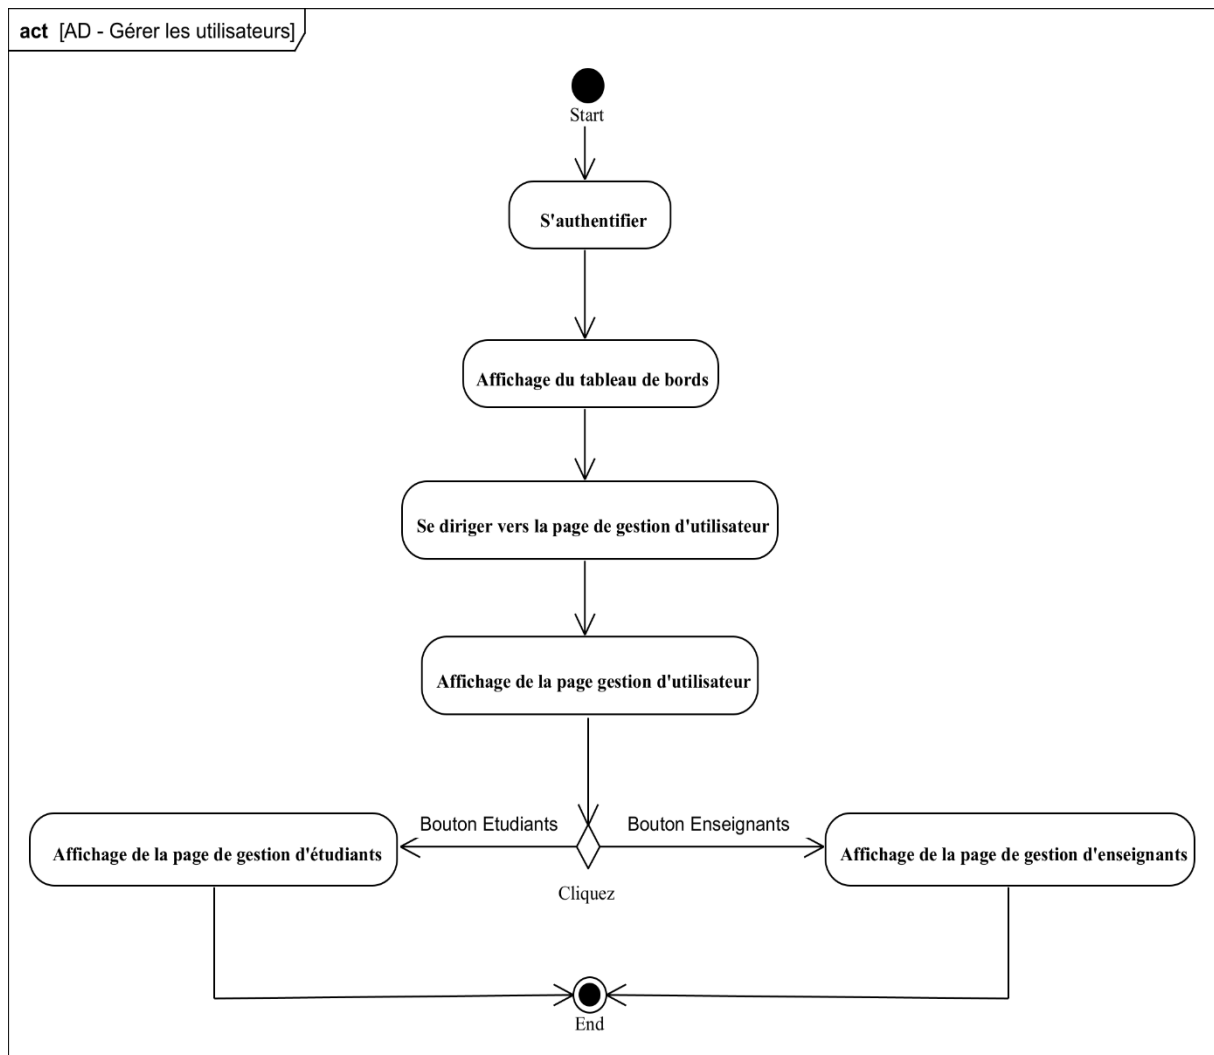 act [AD - Gérer les utilisateurs]
Start
S'authentifier
Affichage du tableau de bords
Se diriger vers la page de gestion d'utilisateur
Affichage de la page gestion d'utilisateur
Bouton Etudiants
Bouton Enseignants
Affichage de la page de gestion d'étudiants
Affichage de la page de gestion d'enseignants
Cliquez
End